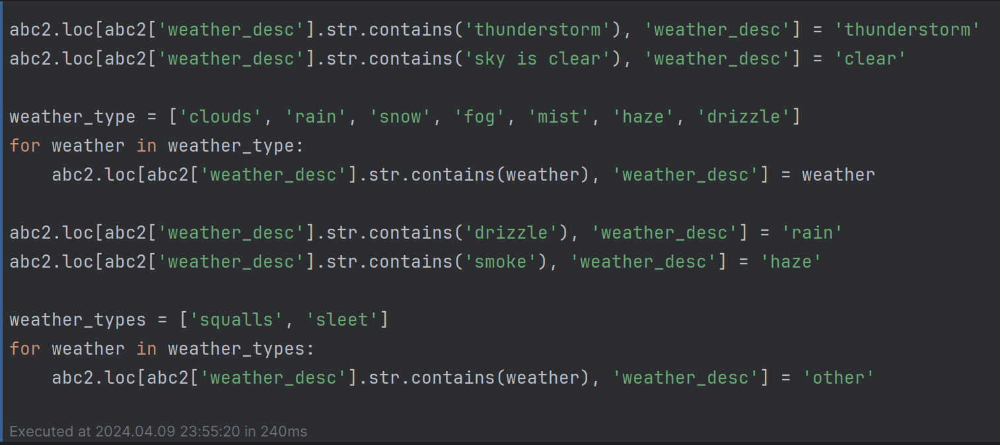 abc2.loc[abc2['weather_desc'].str.contains('thunderstorm'), 'weather_desc'] = 'thunderstorm'
abc2.loc[abc2['weather_desc'].str.contains('sky is clear'), 'weather_desc'] = 'clear'
weather_type = ['clouds', 'rain', 'snow', 'fog', 'mist', 'haze', 'drizzle']
for weather in weather_type:
    abc2.loc[abc2['weather_desc'].str.contains(weather), 'weather_desc'] = weather
abc2.loc[abc2['weather_desc'].str.contains('drizzle'), 'weather_desc'] = 'rain'
abc2.loc[abc2['weather_desc'].str.contains('smoke'), 'weather_desc'] = 'haze'
weather_types = ['squalls', 'sleet']
for weather in weather_types:
    abc2.loc[abc2['weather_desc'].str.contains(weather), 'weather_desc'] = 'other'
Executed at 2024.04.09 23:55:20 in 240ms